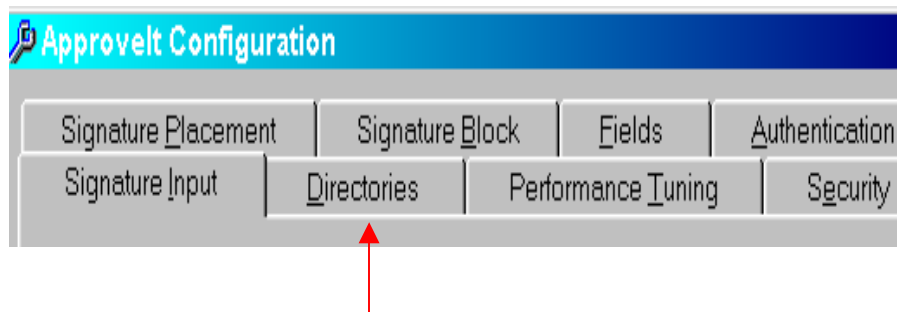 ApproveIt Configuration
Signature Placement Signature Block Fields Authentication
Signature Input Directories Performance Tuning Security